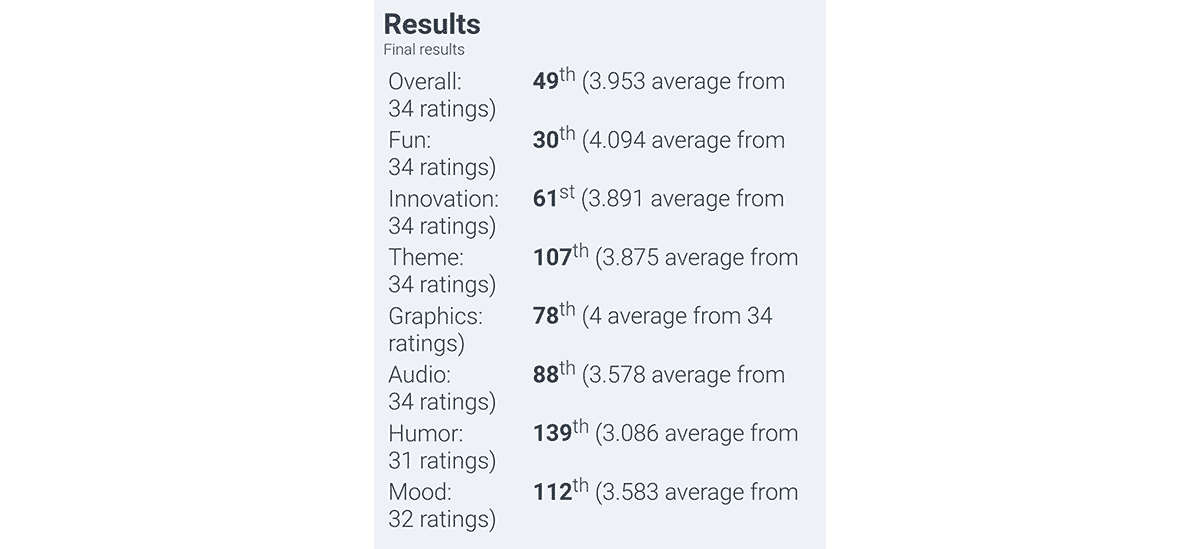 Results
Final results
Overall: 49th (3.953 average from
34 ratings)
Fun: 30th (4.094 average from
34 ratings)
Innovation: 61st (3.891 average from
34 ratings)
Theme: 107th (3.875 average from
34 ratings)
Graphics: 78th (4 average from 34
ratings)
Audio: 88th (3.578 average from
34 ratings)
Humor: 139th (3.086 average from
31 ratings)
Mood: 112th (3.583 average from
32 ratings)